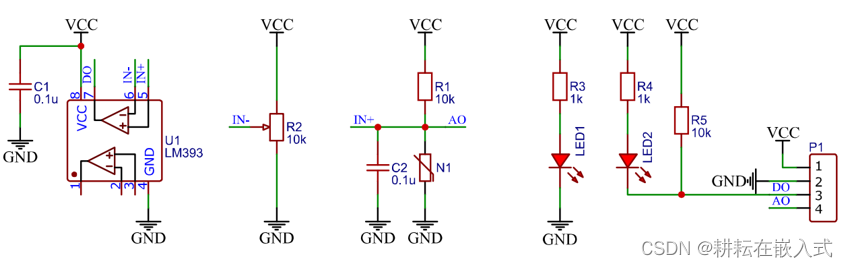 VCC
C1
0.1u
GND
DO
IN-
IN+
8
7
6
5
VCC
GND
U1
LM393
1
2
3
4
GND
VCC
IN-
R2
10k
GND
VCC
R1
10k
IN+
AO
C2
0.1u
N1
GND
GND
VCC
R3
1k
LED1
GND
VCC
R4
1k
LED2
VCC
R5
10k
VCC
P1
GND
DO
AO
1
2
3
4
CSDN @耕耘在嵌入式